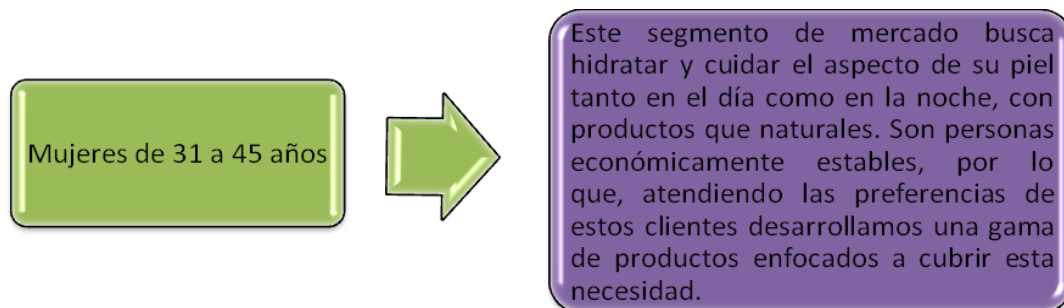 Mujeres de 31 a 45 años
Este segmento de mercado busca
hidratar y cuidar el aspecto de su piel
tanto en el día como en la noche, con
productos que naturales. Son personas
económicamente estables, por lo
que, atendiendo las preferencias de
estos clientes desarrollamos una gama
de productos enfocados a cubrir esta
necesidad.